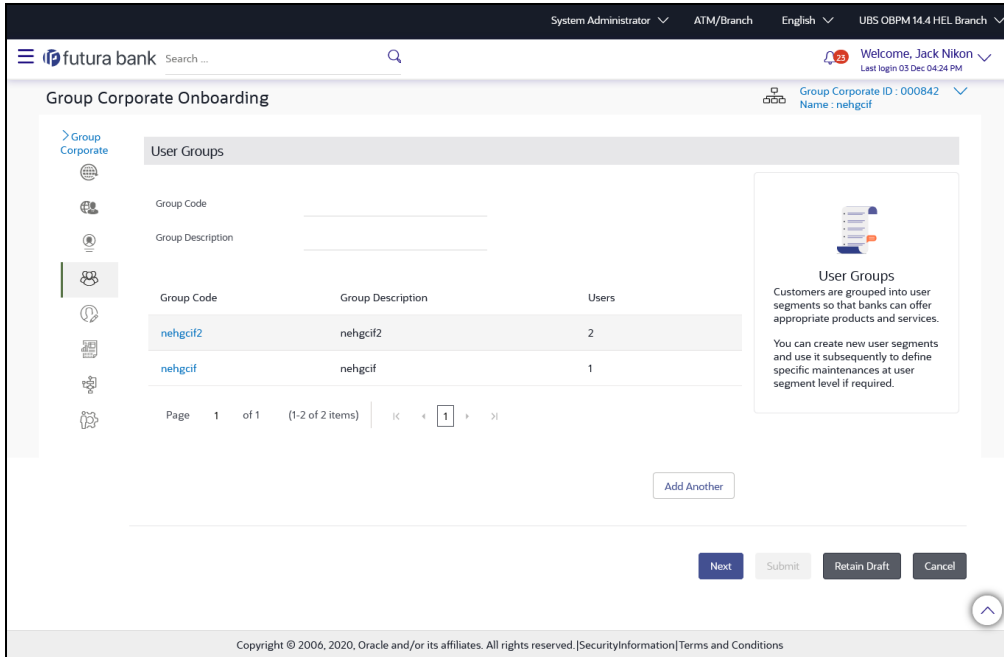 System Administrator ATM/Branch English UBS OBPM 14.4 HEL Branch
futura bank Search ... 23 Welcome, Jack Nikon
Last login 03 Dec 04:24 PM
Group Corporate Onboarding
Group Corporate ID : 000842
Name : nehgcif
Group
Corporate
User Groups
Group Code
Group Description
Group Code Group Description Users
nehgcif2 nehgcif2 2
nehgcif nehgcif 1
Page 1 of 1 (1-2 of 2 items) 1
User Groups
Customers are grouped into user
segments so that banks can offer
appropriate products and services.
You can create new user segments
and use it subsequently to define
specific maintenances at user
segment level if required.
Add Another
Next Submit Retain Draft Cancel
Copyright © 2006, 2020, Oracle and/or its affiliates. All rights reserved.|SecurityInformation|Terms and Conditions